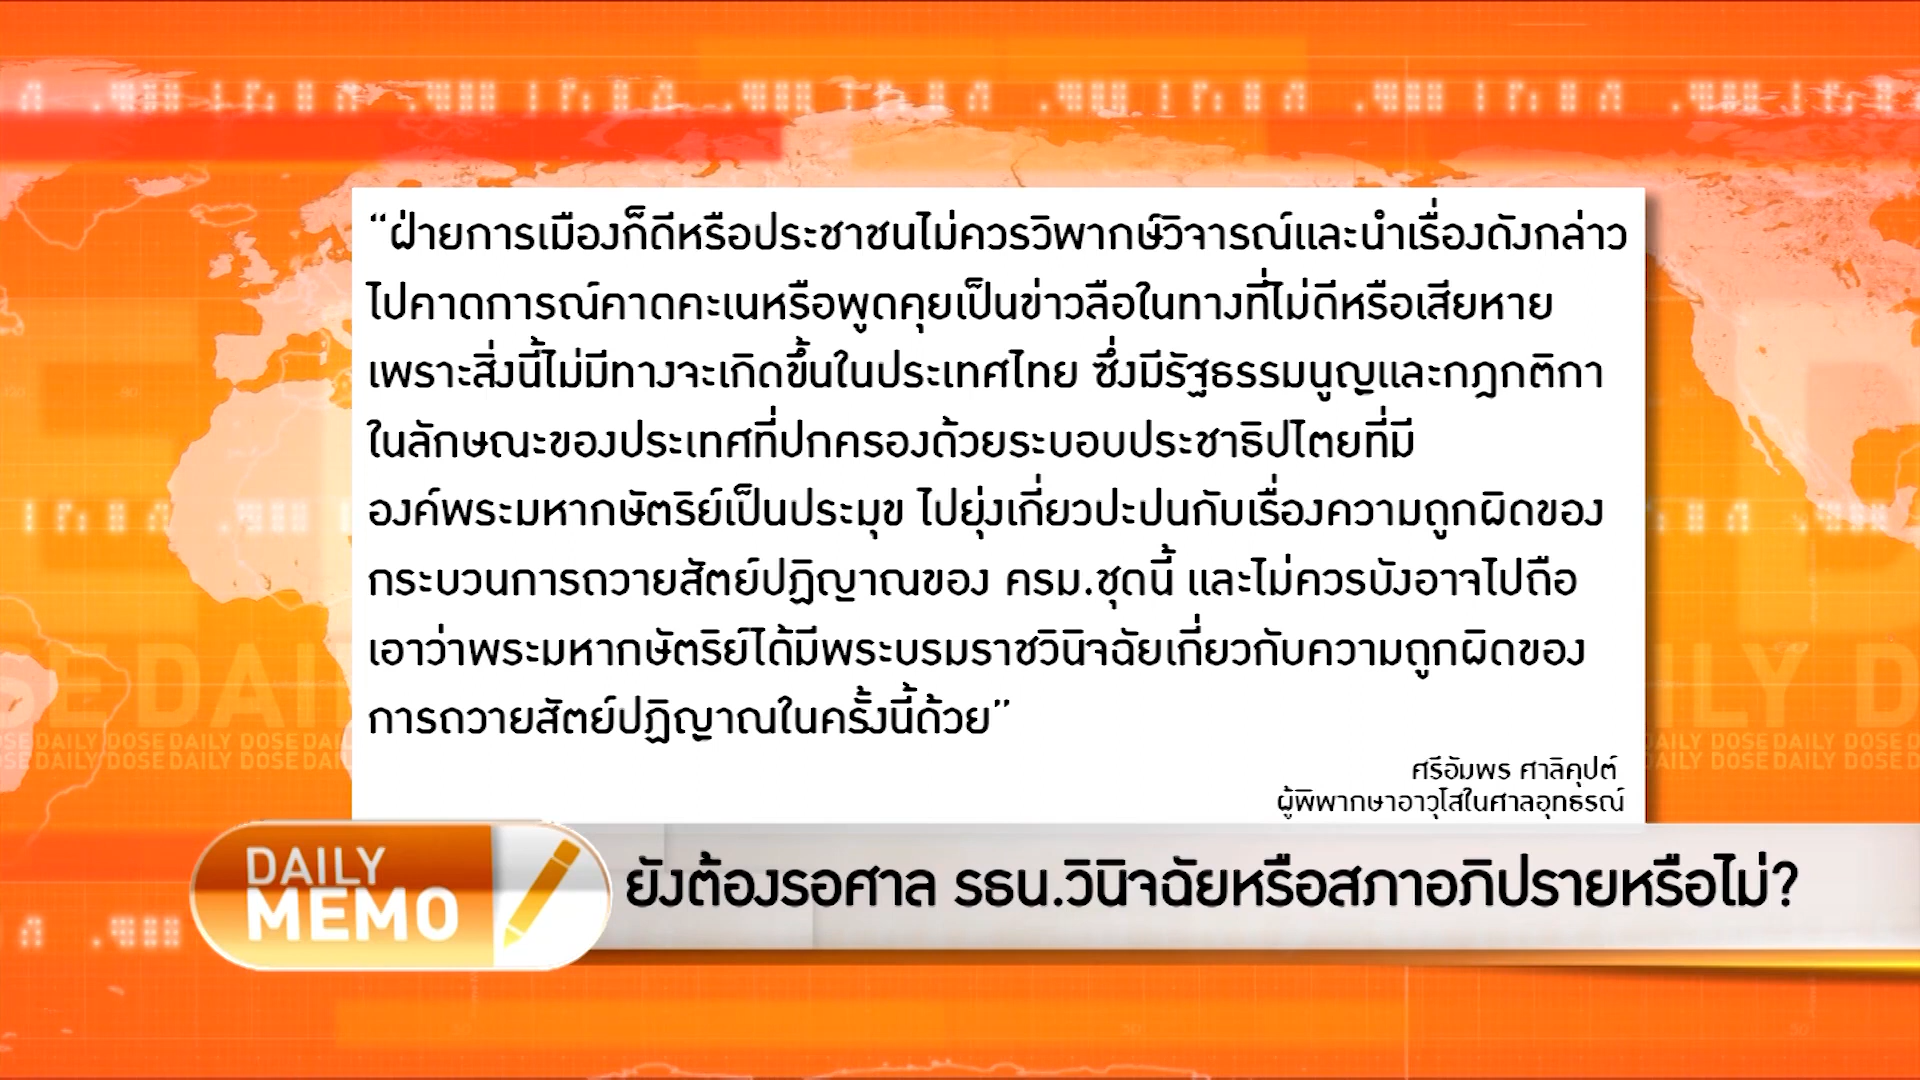 “ฝ่ายการเมืองก็ดีหรือประชาชนไม่ควรวิพากษ์วิจารณ์และนำเรื่องดังกล่าว
ไปคาดการณ์คาดคะเนหรือพูดคุยเป็นข่าวลือในทางที่ไม่ดีหรือเสียหาย
เพราะสิ่งนี้ไม่มีทางจะเกิดขึ้นในประเทศไทย ซึ่งมีรัฐธรรมนูญและกฎกติกา
ในลักษณะของประเทศที่ปกครองด้วยระบอบประชาธิปไตยที่มี
องค์พระมหากษัตริย์เป็นประมุข ไปยุ่งเกี่ยวปะปนกับเรื่องความถูกผิดของ
กระบวนการถวายสัตย์ปฏิญาณของ ครม.ชุดนี้ และไม่ควรบังอาจไปถือ
เอาว่าพระมหากษัตริย์ได้มีพระบรมราชวินิจฉัยเกี่ยวกับความถูกผิดของ
การถวายสัตย์ปฏิญาณในครั้งนี้ด้วย”
ศรีอัมพร ศาลิคุปต์
ผู้พิพากษาอาวุโสในศาลอุทธรณ์
DAILY
MEMO
ยังต้องรอศาล รธน.วินิจฉัยหรือสภาอภิปรายหรือไม่?